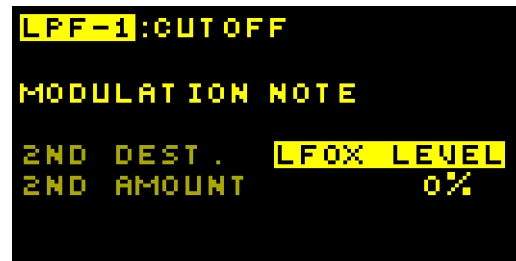 LPF-1:CUTOFF
MODULATION NOTE
2ND DEST. LFOX LEVEL
2ND AMOUNT 0%